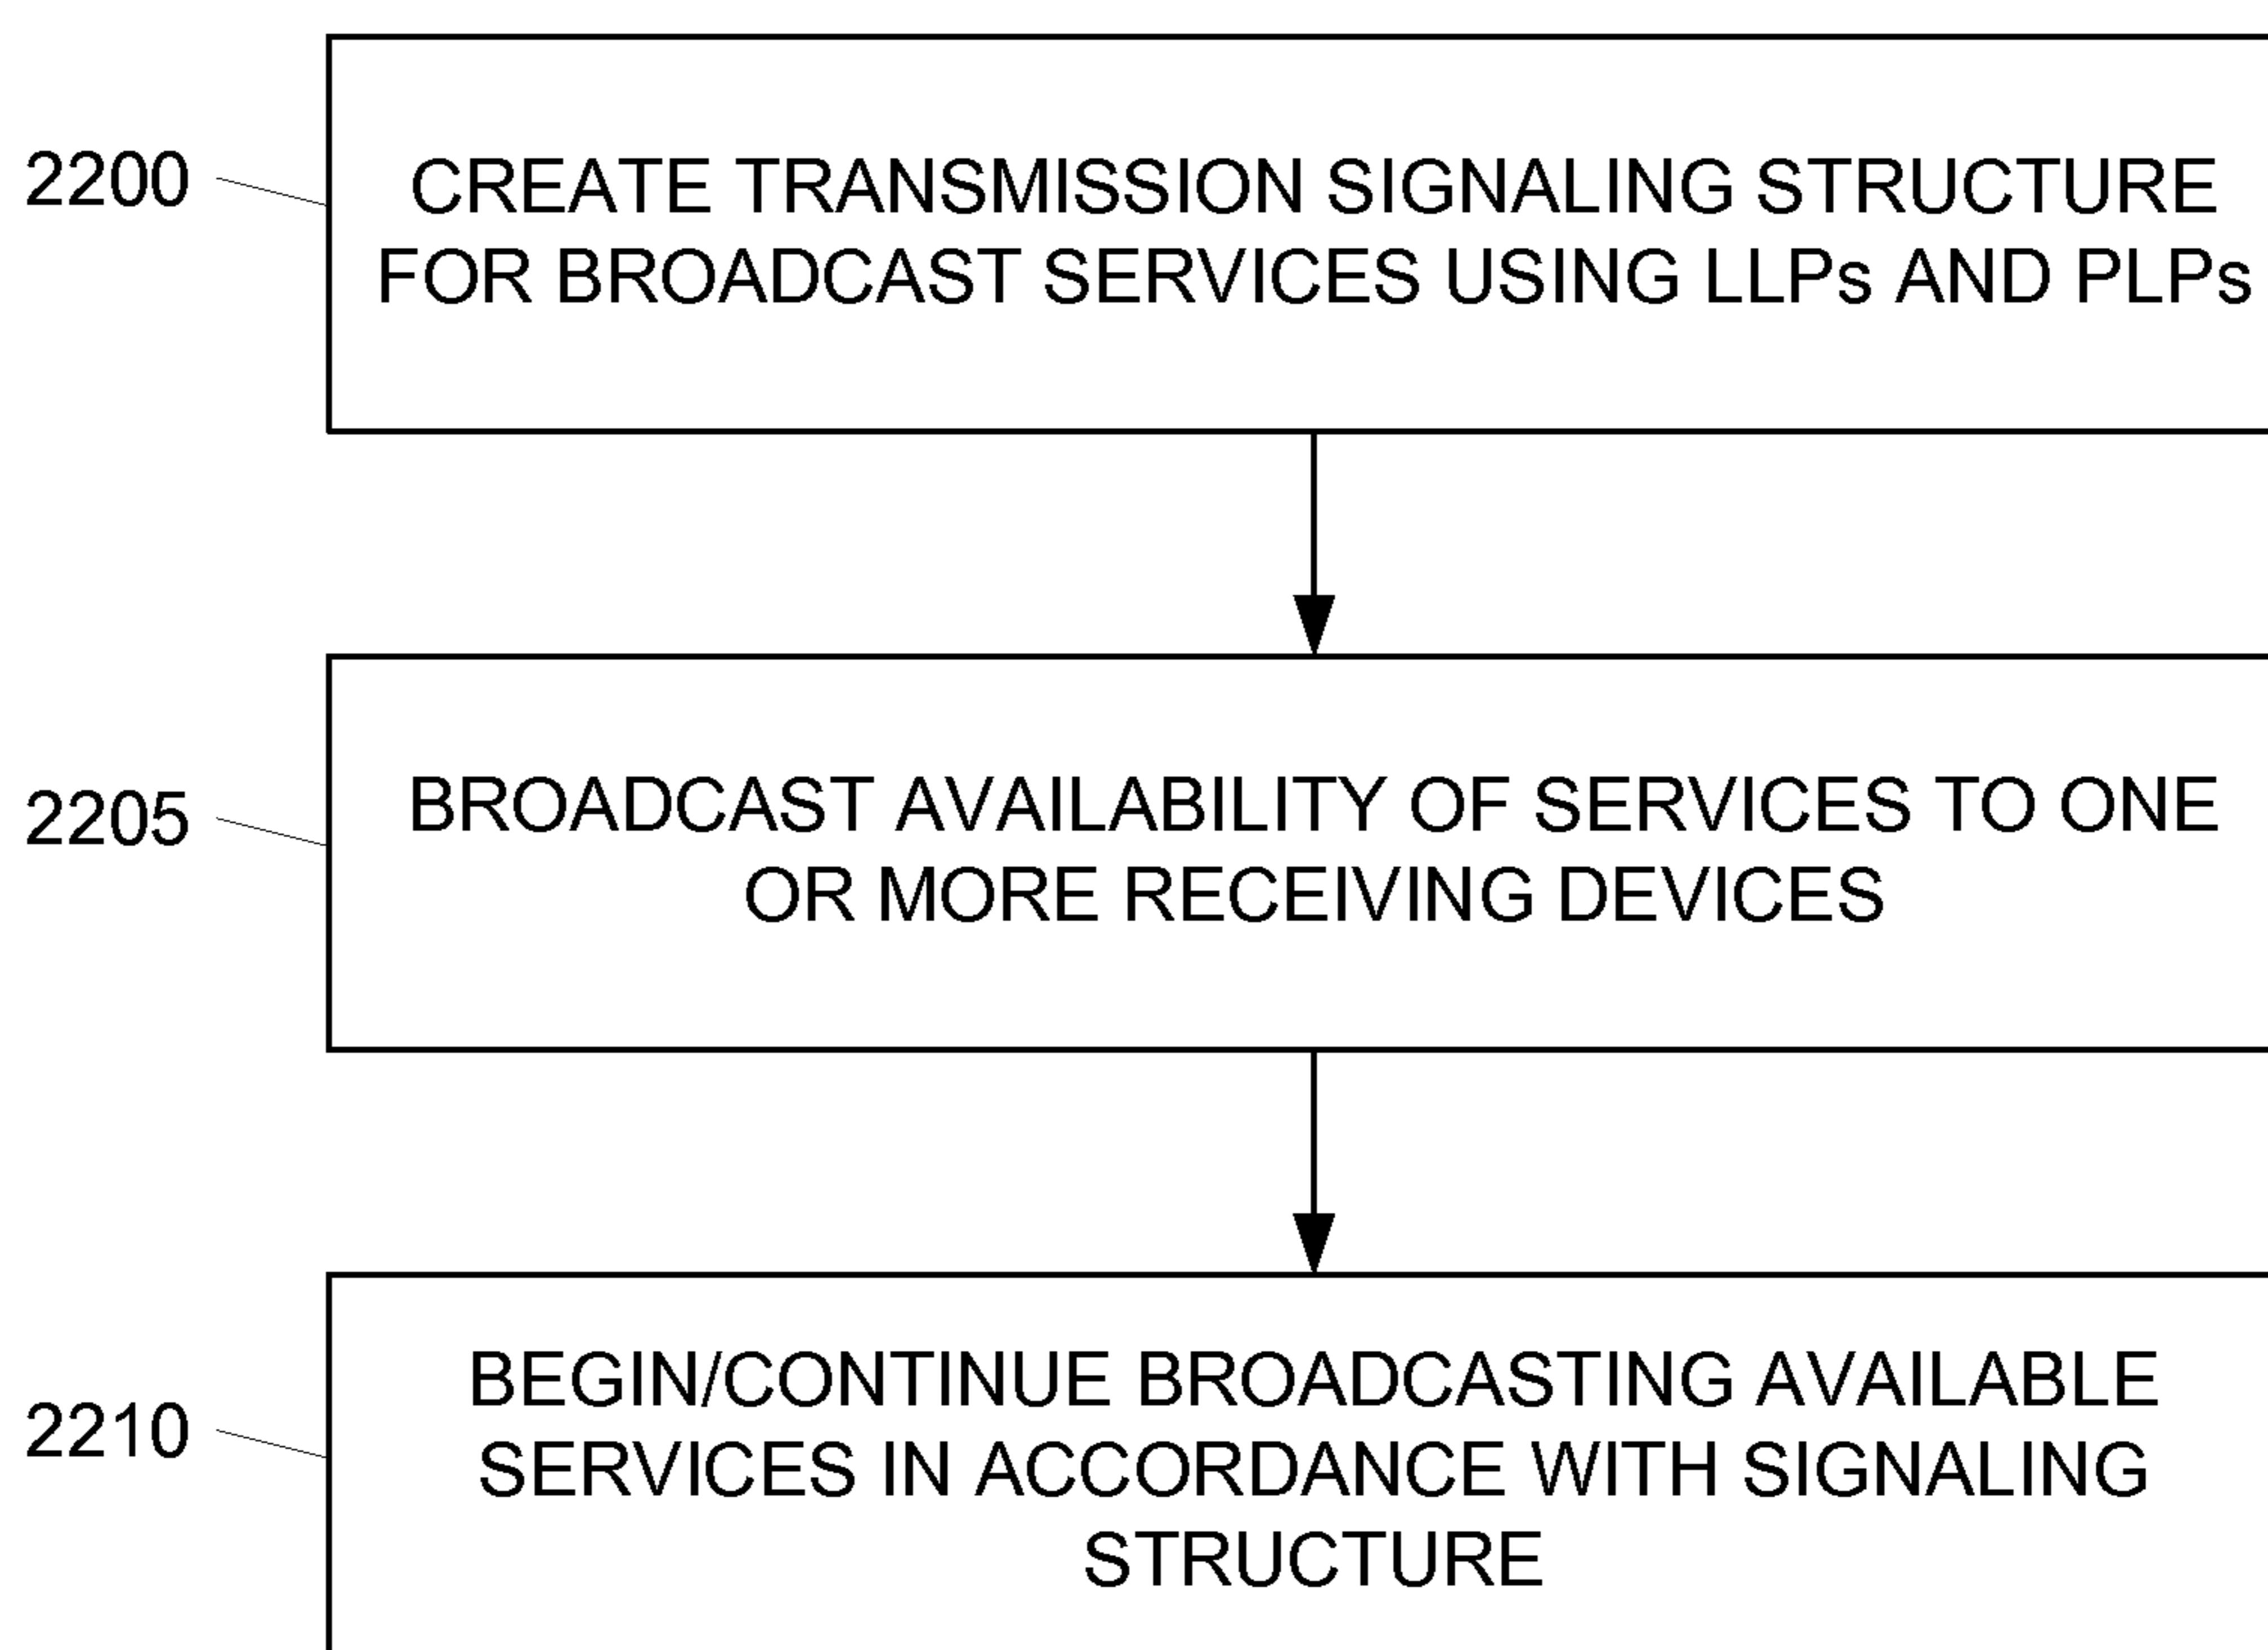 2200
CREATE TRANSMISSION SIGNALING STRUCTURE
FOR BROADCAST SERVICES USING LLPs AND PLPs
2205
BROADCAST AVAILABILITY OF SERVICES TO ONE
OR MORE RECEIVING DEVICES
2210
BEGIN/CONTINUE BROADCASTING AVAILABLE
SERVICES IN ACCORDANCE WITH SIGNALING
STRUCTURE